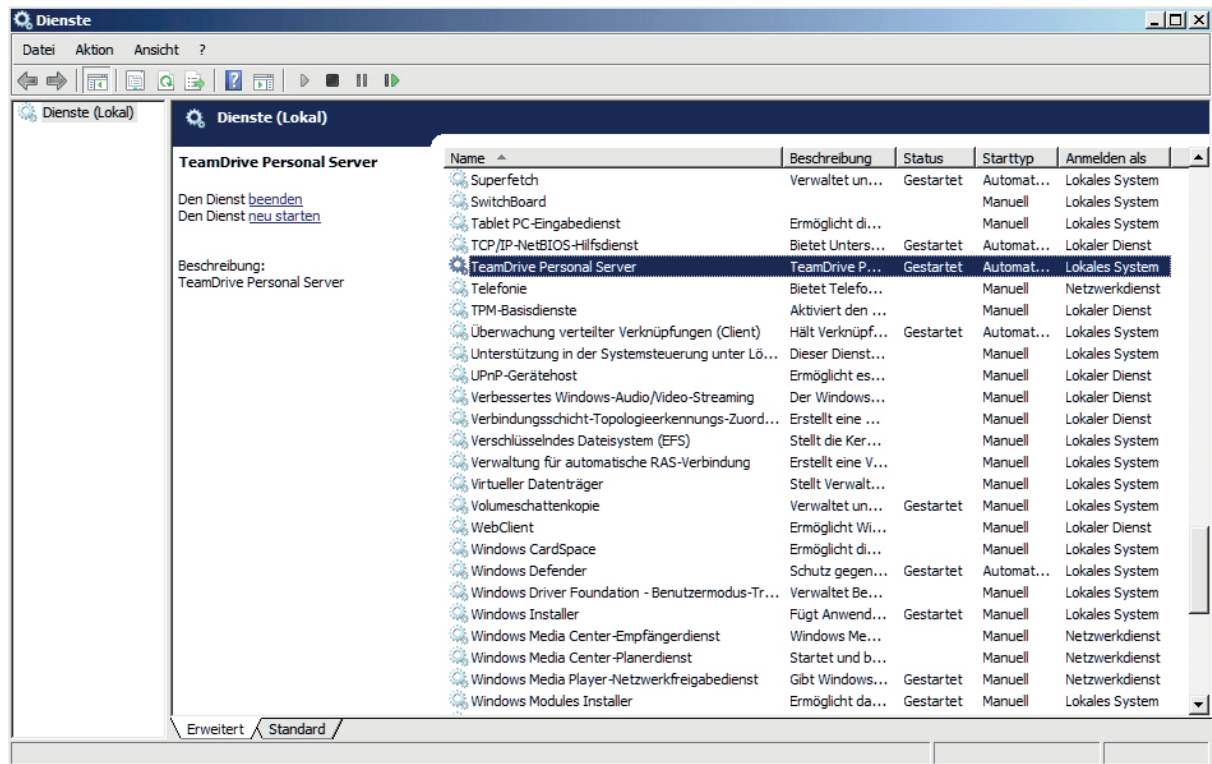 Dienste
Datei Aktion Ansicht ?
Dienste (Lokal)
Dienste (Lokal)
TeamDrive Personal Server
Den Dienst beenden
Den Dienst neu starten
Beschreibung:
TeamDrive Personal Server
Name Beschreibung Status Starttyp Anmelden als
Superfetch Verwaltet un... Gestartet Automat... Lokales System
SwitchBoard Manuell Lokales System
Tablet PC-Eingabedienst Ermöglicht di... Manuell Lokales System
TCP/IP-NetBIOS-Hilfsdienst Bietet Unters... Gestartet Automat... Lokaler Dienst
TeamDrive Personal Server TeamDrive P... Gestartet Automat... Lokales System
Telefonie Bietet Telefo... Manuell Netzwerkdienst
TPM-Basisdienste Aktiviert den ... Manuell Lokaler Dienst
Überwachung verteilter Verknüpfungen (Client) Hält Verknüpf... Gestartet Automat... Lokales System
Unterstützung in der Systemsteuerung unter Lö... Dieser Dienst... Manuell Lokales System
UPnP-Gerätehost Ermöglicht es... Manuell Lokaler Dienst
Verbessertes Windows-Audio/Video-Streaming Der Windows... Manuell Lokaler Dienst
Verbindungsschicht-Topologieerkennungs-Zuord... Erstellt eine ... Manuell Lokaler Dienst
Verschlüsselndes Dateisystem (EFS) Stellt die Ker... Manuell Lokales System
Verwaltung für automatische RAS-Verbindung Erstellt eine V... Manuell Lokales System
Virtueller Datenträger Stellt Verwalt... Manuell Lokales System
Volumeschattenkopie Verwaltet un... Gestartet Manuell Lokales System
WebClient Ermöglicht Wi... Manuell Lokaler Dienst
Windows CardSpace Ermöglicht di... Manuell Lokales System
Windows Defender Schutz gegen... Gestartet Automat... Lokales System
Windows Driver Foundation - Benutzermodus-Tr... Verwaltet Be... Manuell Lokales System
Windows Installer Fügt Anwend... Gestartet Manuell Lokales System
Windows Media Center-Empfängerdienst Windows Me... Manuell Netzwerkdienst
Windows Media Center-Planerdienst Startet und b... Manuell Netzwerkdienst
Windows Media Player-Netzwerkfreigabedienst Gibt Windows... Gestartet Manuell Netzwerkdienst
Windows Modules Installer Ermöglicht da... Gestartet Manuell Lokales System
Erweitert Standard